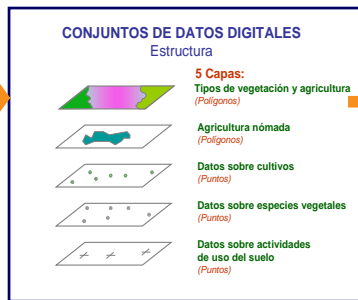 CONJUNTOS DE DATOS DIGITALES
Estructura
5 Capas:
Tipos de vegetación y agricultura
(Polígonos)
Agricultura nómada
(Polígonos)
Datos sobre cultivos
(Puntos)
Datos sobre especies vegetales
(Puntos)
Datos sobre actividades
de uso del suelo
(Puntos)